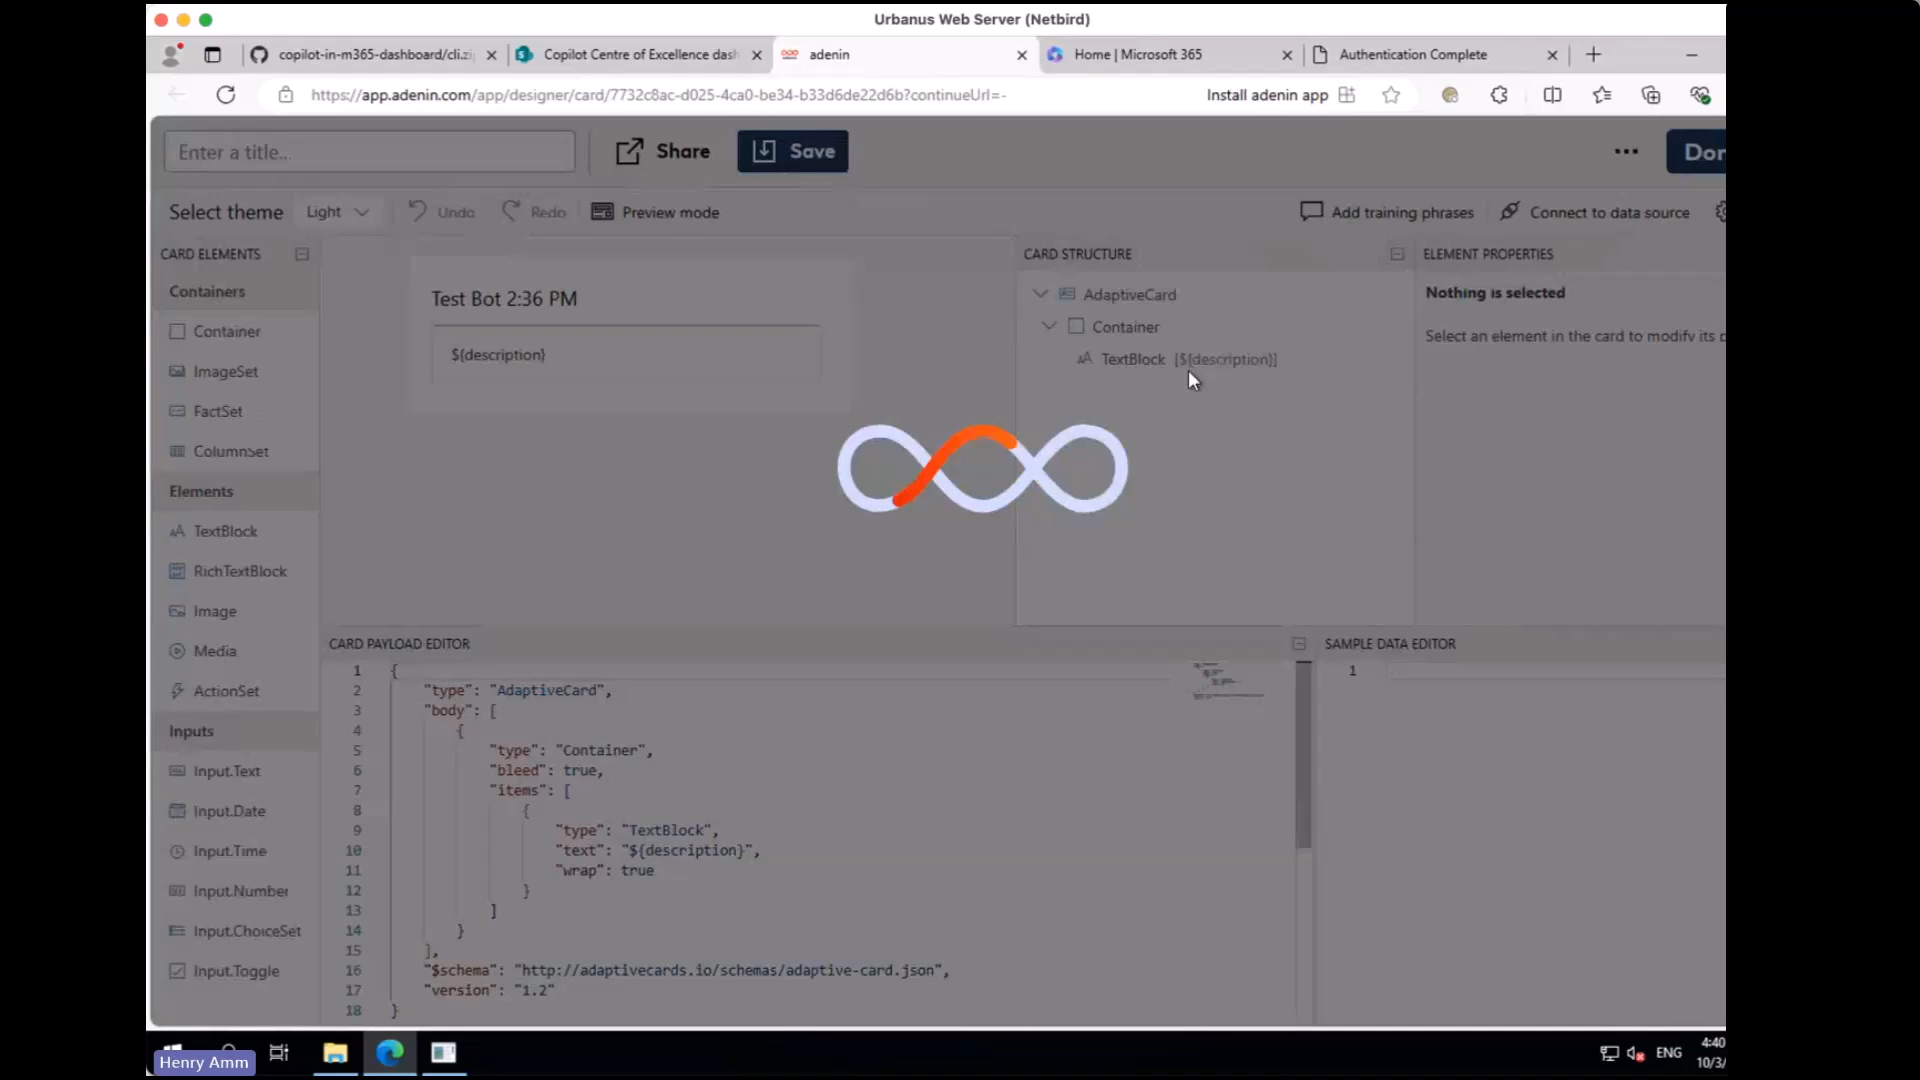 Urbanus Web Server (Netbird)
copilot-in-m365-dashboard/cli.zi
Copilot Centre of Excellence dash
adenin
Home | Microsoft 365
Authentication Complete
https://app.adenin.com/app/designer/card/7732c8ac-d025-4ca0-be34-b33d6de22d6b?continueUrl=-
Install adenin app
Enter a title..
Share
Save
Don
Select theme
Light
Undo
Redo
Preview mode
Add training phrases
Connect to data source
CARD ELEMENTS
Containers
Container
ImageSet
FactSet
ColumnSet
Elements
TextBlock
RichTextBlock
Image
Media
ActionSet
Inputs
Input.Text
Input.Date
Input.Time
Input.Number
Input.ChoiceSet
Input.Toggle
Test Bot 2:36 PM
${description}
CARD STRUCTURE
AdaptiveCard
Container
TextBlock [${description}]
ELEMENT PROPERTIES
Nothing is selected
Select an element in the card to modify its p
CARD PAYLOAD EDITOR
1 {
2 "type": "AdaptiveCard",
3 "body": [
4 {
5 "type": "Container",
6 "bleed": true,
7 "items": [
8 {
9 "type": "TextBlock",
10 "text": "${description}",
11 "wrap": true
12 }
13 ]
14 }
15 ],
16 "$schema": "http://adaptivecards.io/schemas/adaptive-card.json",
17 "version": "1.2"
18 }
SAMPLE DATA EDITOR
1
Henry Amm
ENG
4:40
10/3/